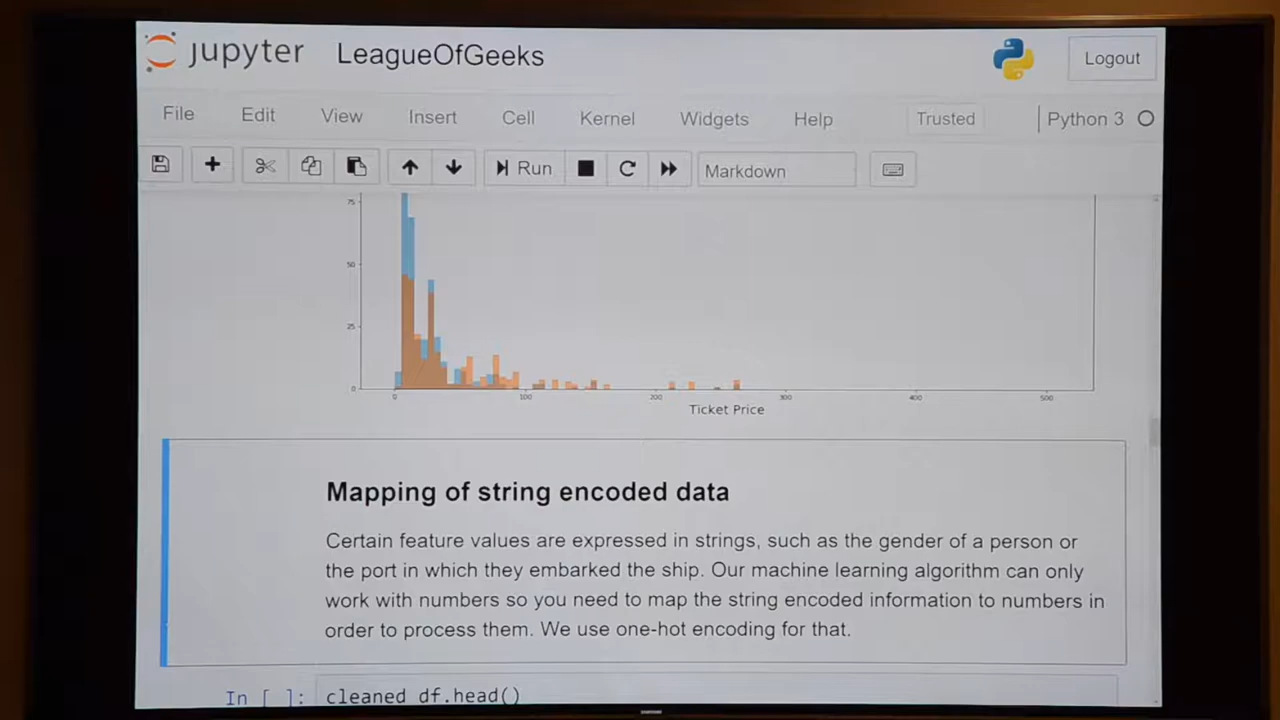 jupyter LeagueOfGeeks Logout
File Edit View Insert Cell Kernel Widgets Help Trusted Python 3
Run Markdown
75
50
25
0
0 100 200 300 400 500
Ticket Price
Mapping of string encoded data
Certain feature values are expressed in strings, such as the gender of a person or
the port in which they embarked the ship. Our machine learning algorithm can only
work with numbers so you need to map the string encoded information to numbers in
order to process them. We use one-hot encoding for that.
In [ ]: cleaned_df.head()